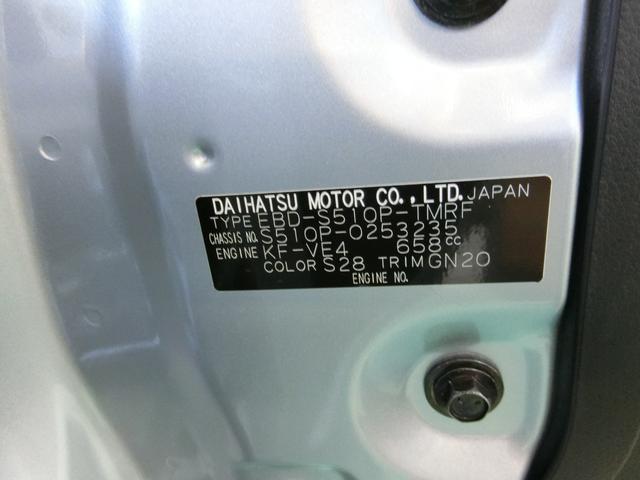 DAIHATSU MOTOR CO.,LTD. JAPAN
TYPE EBD-S510P-TMRF
CHASSIS NO. S510P-0253235
ENGINE KF-VE4 658cc
COLOR S28 TRIM GN20
ENGINE NO.